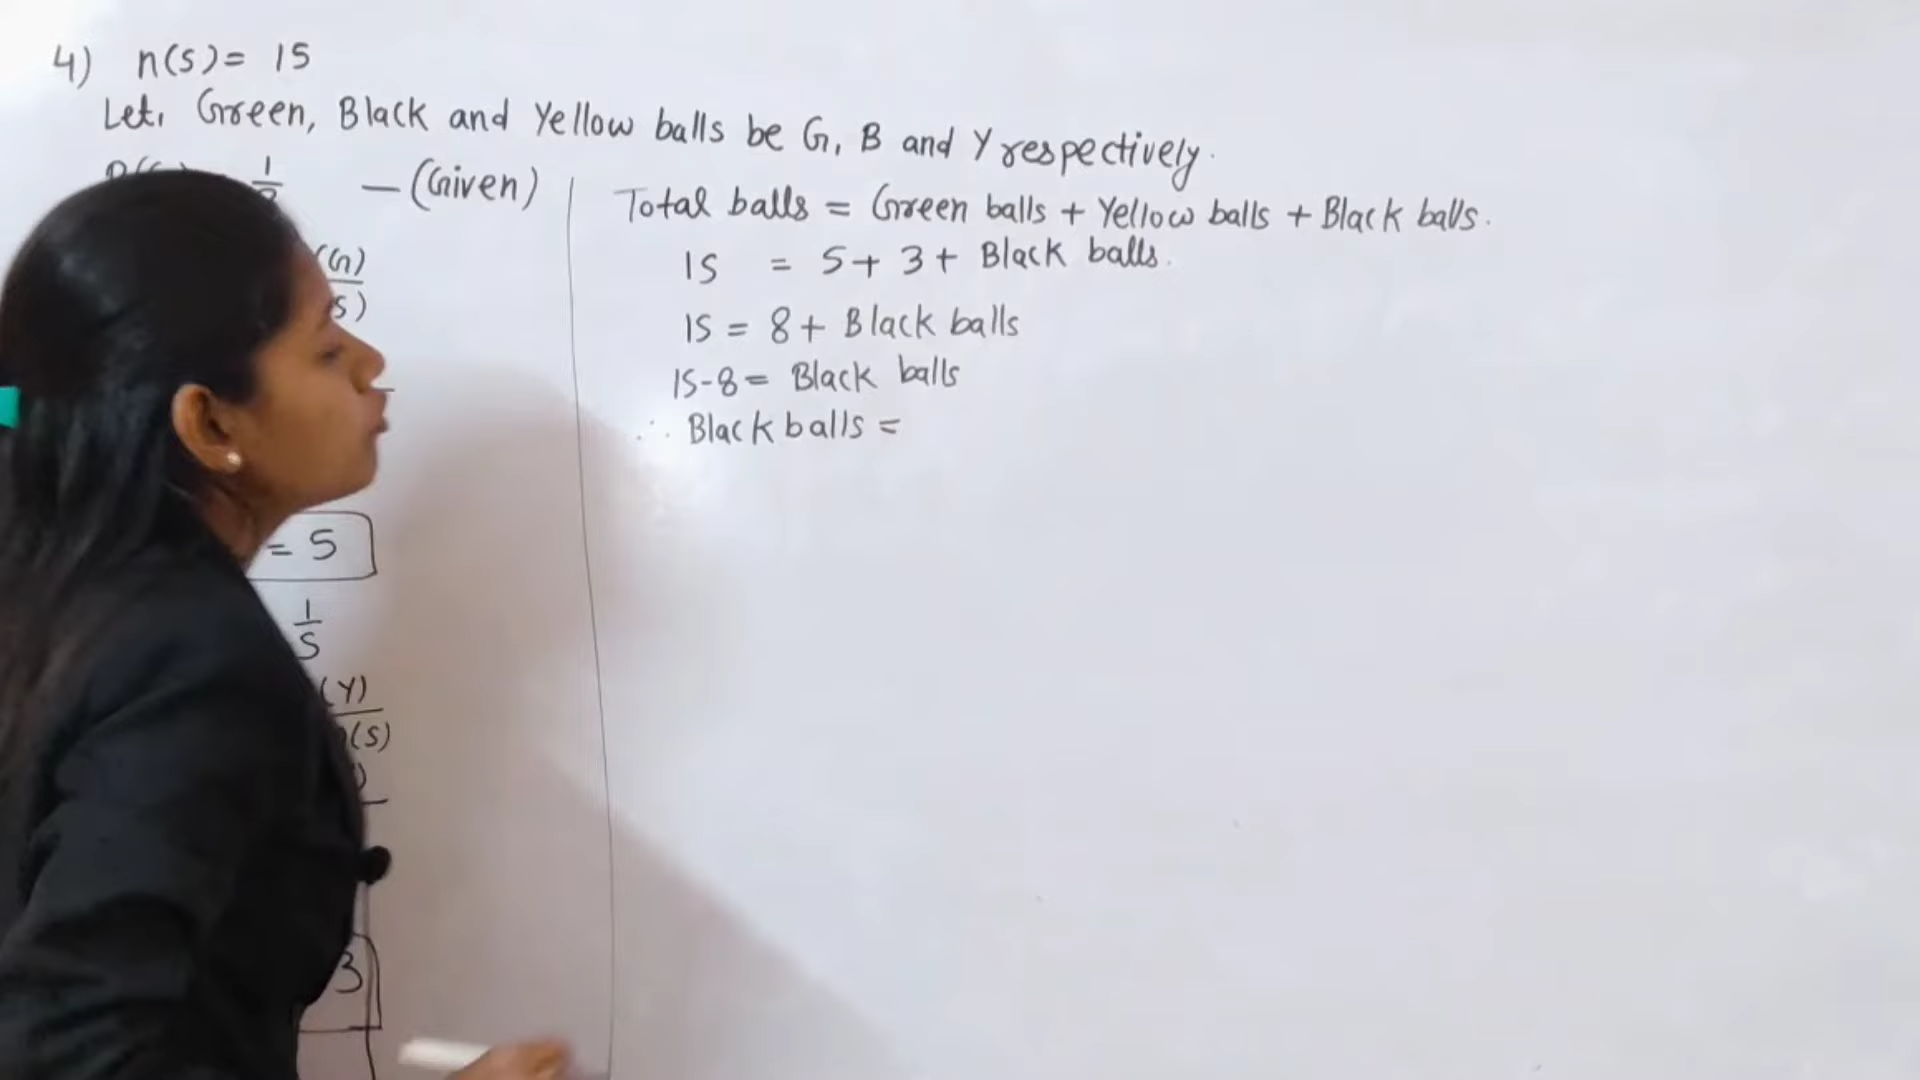 4) n(s) = 15
Let, Green, Black and Yellow balls be G, B and Y respectively.
1 — (Given)
(G)
s)
= 5
1/5
(Y)
(s)
3
Total balls = Green balls + Yellow balls + Black balls.
15 = 5 + 3 + Black balls.
15 = 8 + Black balls
15 - 8 = Black balls
∴ Black balls =